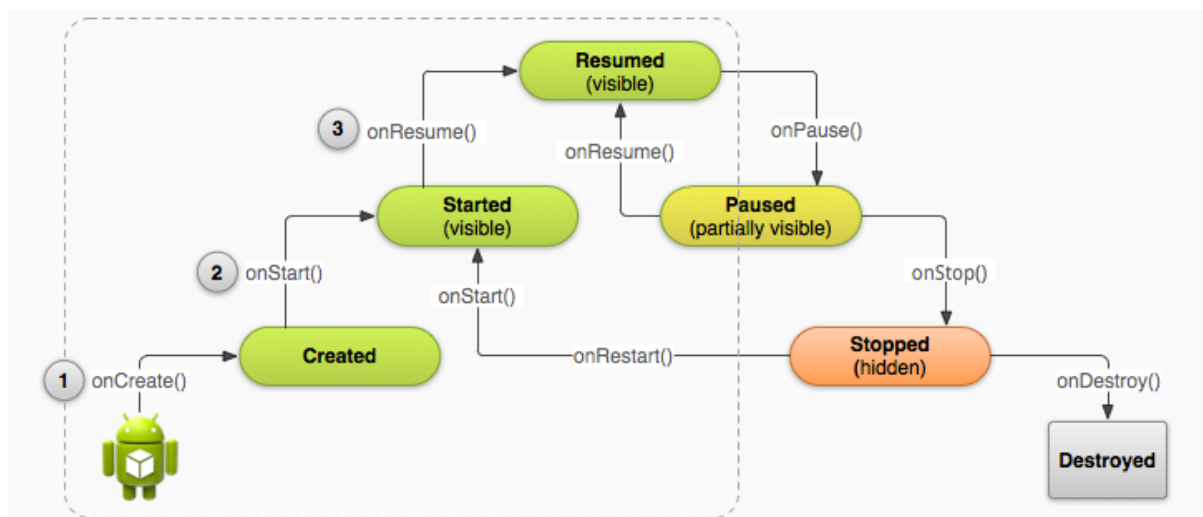 Resumed
(visible)
3
onResume()
onPause()
onResume()
Started
(visible)
Paused
(partially visible)
2
onStart()
onStart()
onStop()
Created
onRestart()
Stopped
(hidden)
1
onCreate()
onDestroy()
Destroyed